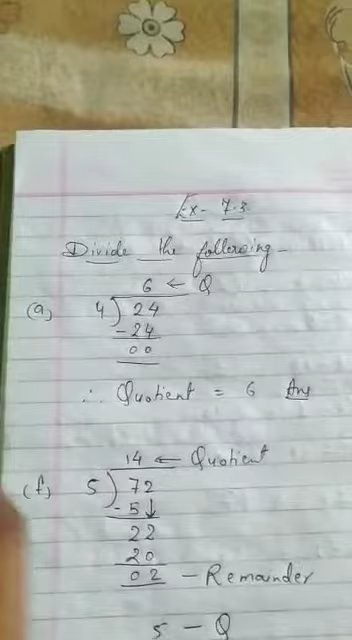 Ex- 7.3.
Divide the following -
6 ← Q
(a) 4 ) 24
- 24
00
∴ Quotient = 6 Ans
14 ← Quotient
(f) 5 ) 72
- 5 ↓
22
20
02 - Remainder
5 - Q